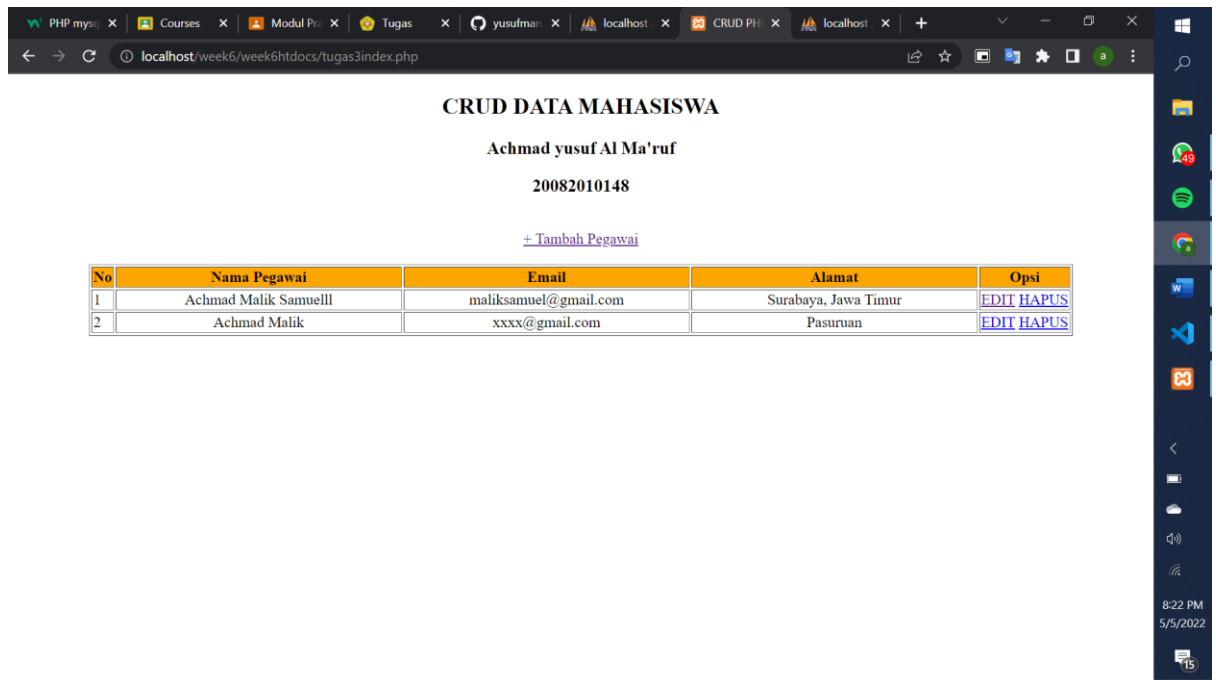 PHP mysq Courses Modul Pra Tugas yusufman localhost / CRUD PHP localhost /
localhost/week6/week6htdocs/tugas3index.php a
CRUD DATA MAHASISWA
Achmad yusuf Al Ma'ruf
20082010148
+ Tambah Pegawai
No Nama Pegawai Email Alamat Opsi
1 Achmad Malik Samuelll maliksamuel@gmail.com Surabaya, Jawa Timur EDIT HAPUS
2 Achmad Malik xxxx@gmail.com Pasuruan EDIT HAPUS
49
8:22 PM
5/5/2022
15